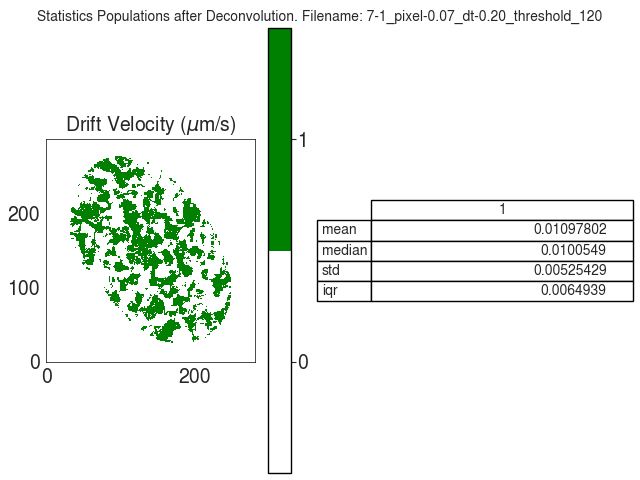 Statistics Populations after Deconvolution. Filename: 7-1_pixel-0.07_dt-0.20_threshold_120
Drift Velocity (μm/s)
200
100
0
0
200
1
0
1
mean 0.01097802
median 0.0100549
std 0.00525429
iqr 0.0064939